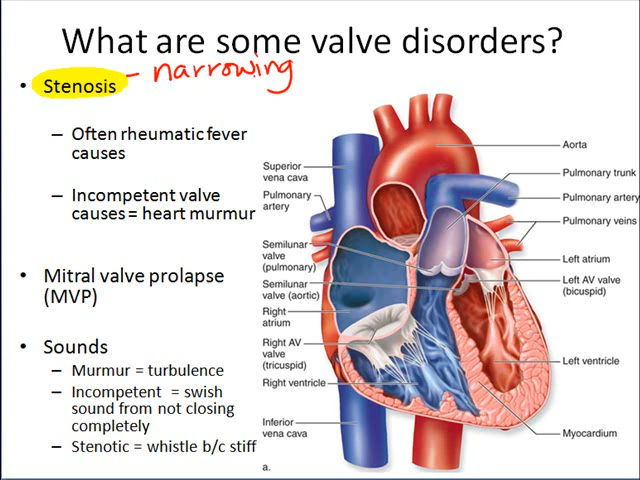 What are some valve disorders?
• Stenosis - narrowing
– Often rheumatic fever
causes
– Incompetent valve
causes = heart murmur
• Mitral valve prolapse
(MVP)
• Sounds
– Murmur = turbulence
– Incompetent = swish
sound from not closing
completely
– Stenotic = whistle b/c stiff
Superior
vena cava
Pulmonary
artery
Semilunar
valve
(pulmonary)
Semilunar
valve (aortic)
Right
atrium
Right AV
valve
(tricuspid)
Right ventricle
Inferior
vena cava
a.
Aorta
Pulmonary trunk
Pulmonary artery
Pulmonary veins
Left atrium
Left AV valve
(bicuspid)
Left ventricle
Myocardium